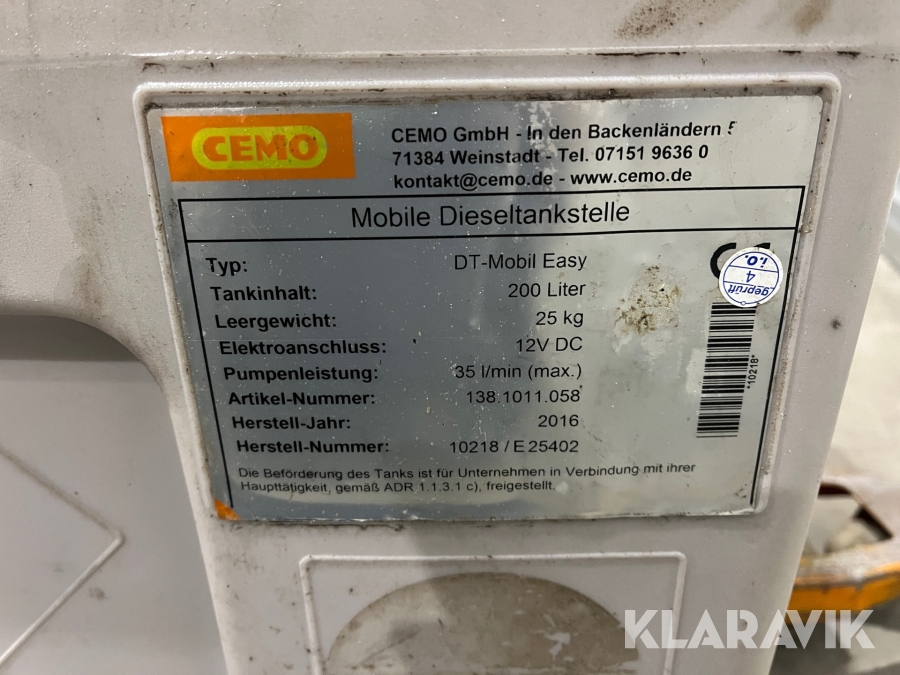 CEMO
CEMO GmbH - In den Backenländern 5
71384 Weinstadt - Tel. 07151 9636 0
kontakt@cemo.de - www.cemo.de
Mobile Dieseltankstelle
Typ: DT-Mobil Easy
Tankinhalt: 200 Liter
Leergewicht: 25 kg
Elektroanschluss: 12V DC
Pumpenleistung: 35 l/min (max.)
Artikel-Nummer: 138.1011.058
Herstell-Jahr: 2016
Herstell-Nummer: 10218 / E 25402
CE
geprüft
4
i.O.
*10218*
Die Beförderung des Tanks ist für Unternehmen in Verbindung mit ihrer
Haupttätigkeit, gemäß ADR 1.1.3.1 c), freigestellt.
KLARAVIK